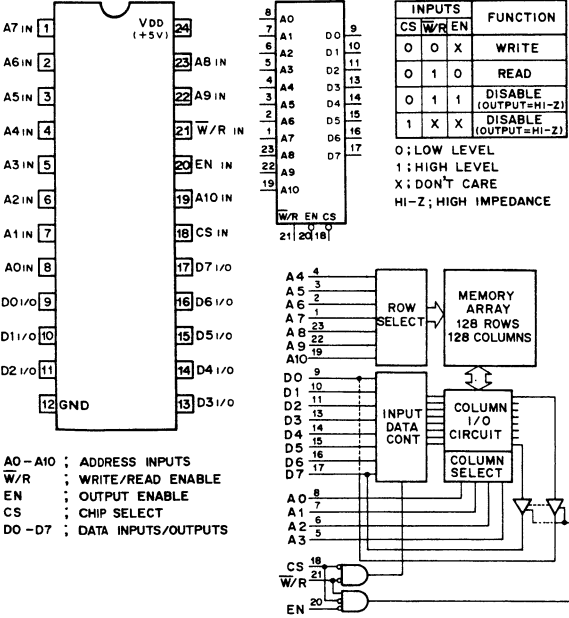 VDD
(+5V)
A7 IN 1
24
A6 IN 2
23 A8 IN
A5 IN 3
22 A9 IN
A4 IN 4
21 W̅/R IN
A3 IN 5
20 EN IN
A2 IN 6
19 A10 IN
A1 IN 7
18 CS IN
A0 IN 8
17 D7 I/O
D0 I/O 9
16 D6 I/O
D1 I/O 10
15 D5 I/O
D2 I/O 11
14 D4 I/O
12 GND
13 D3 I/O
A0-A10 ; ADDRESS INPUTS
W̅/R ; WRITE/READ ENABLE
EN ; OUTPUT ENABLE
CS ; CHIP SELECT
D0-D7 ; DATA INPUTS/OUTPUTS
8 A0
7 A1
6 A2
5 A3
4 A4
3 A5
2 A6
1 A7
23 A8
22 A9
19 A10
D0 9
D1 10
D2 11
D3 13
D4 14
D5 15
D6 16
D7 17
W̅/R EN CS
21 20 18
INPUTS FUNCTION
CS W̅/R EN
0 0 X WRITE
0 1 0 READ
0 1 1 DISABLE
(OUTPUT=HI-Z)
1 X X DISABLE
(OUTPUT=HI-Z)
0 ; LOW LEVEL
1 ; HIGH LEVEL
X ; DON'T CARE
HI-Z ; HIGH IMPEDANCE
A4 4
A5 3
A6 2
A7 1
A8 23
A9 22
A10 19
ROW
SELECT
MEMORY
ARRAY
128 ROWS
128 COLUMNS
D0 9
D1 10
D2 11
D3 13
D4 14
D5 15
D6 16
D7 17
INPUT
DATA
CONT
COLUMN
I/O
CIRCUIT
COLUMN
SELECT
A0 8
A1 7
A2 6
A3 5
CS 18
W̅/R 21
EN 20